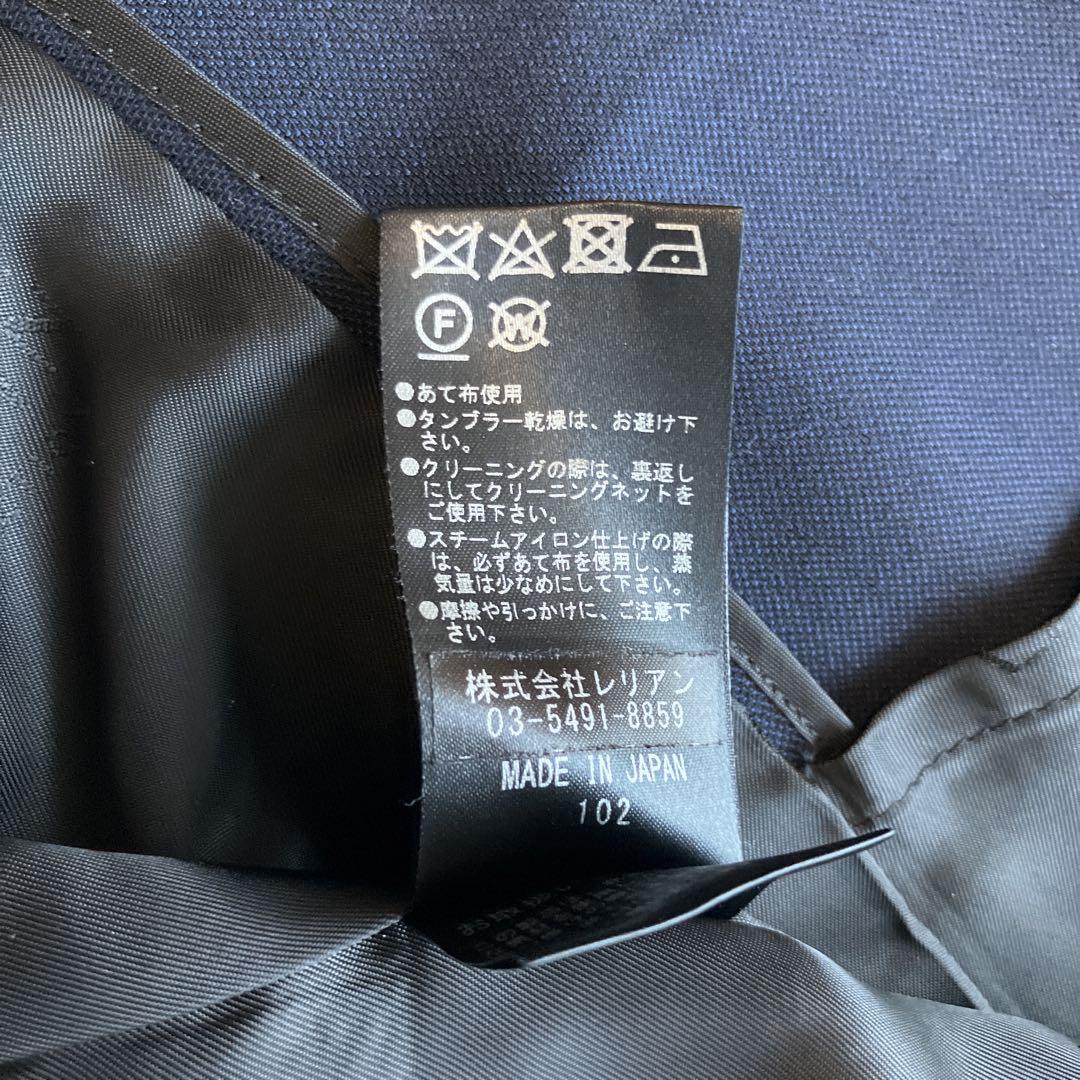 F W
●あて布使用
●タンブラー乾燥は、お避け下
さい。
●クリーニングの際は、裏返し
にしてクリーニングネットを
ご使用下さい。
●スチームアイロン仕上げの際
は、必ずあて布を使用し、蒸
気量は少なめにして下さい。
●摩擦や引っかけに、ご注意下
さい。
株式会社レリアン
03-5491-8859
MADE IN JAPAN
102